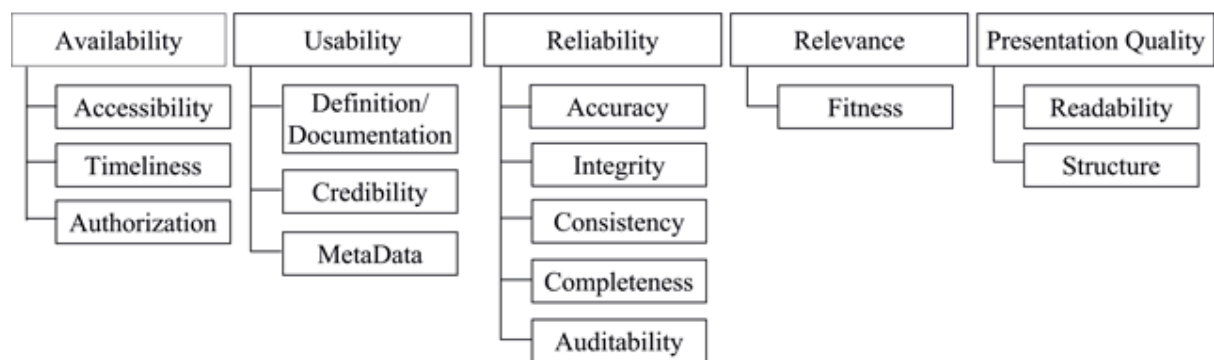 Availability
Accessibility
Timeliness
Authorization
Usability
Definition/
Documentation
Credibility
MetaData
Reliability
Accuracy
Integrity
Consistency
Completeness
Auditability
Relevance
Fitness
Presentation Quality
Readability
Structure